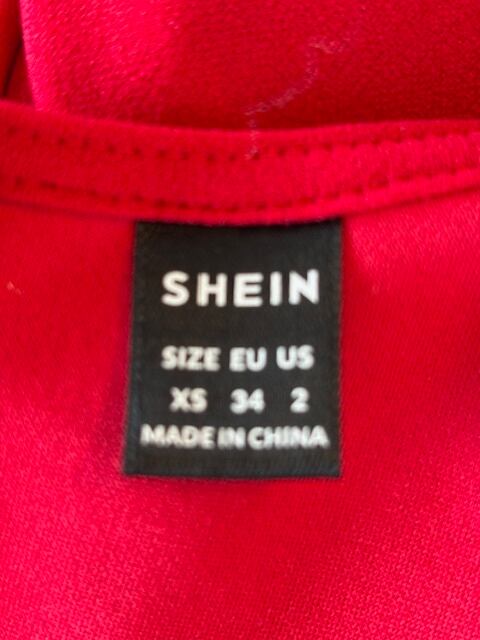 SHEIN
SIZE EU US
XS 34 2
MADE IN CHINA